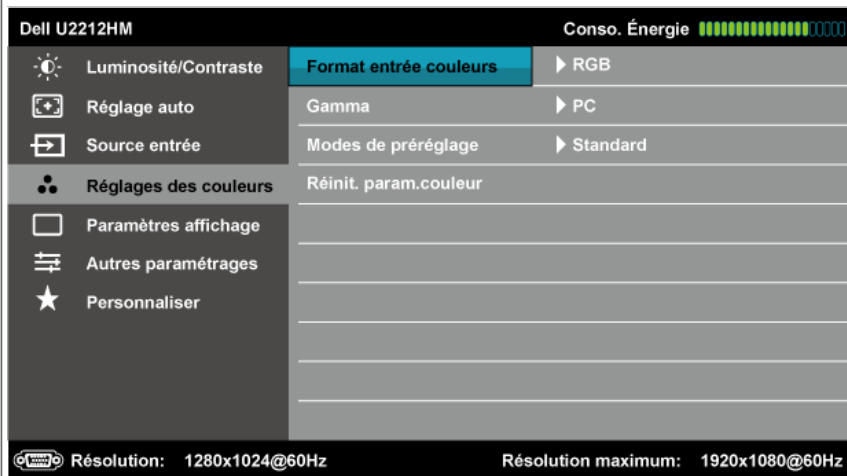 Dell U2212HM Conso. Énergie
Luminosité/Contraste Format entrée couleurs RGB
Réglage auto Gamma PC
Source entrée Modes de préréglage Standard
Réglages des couleurs Réinit. param.couleur
Paramètres affichage
Autres paramétrages
Personnaliser
Résolution: 1280x1024@60Hz Résolution maximum: 1920x1080@60Hz